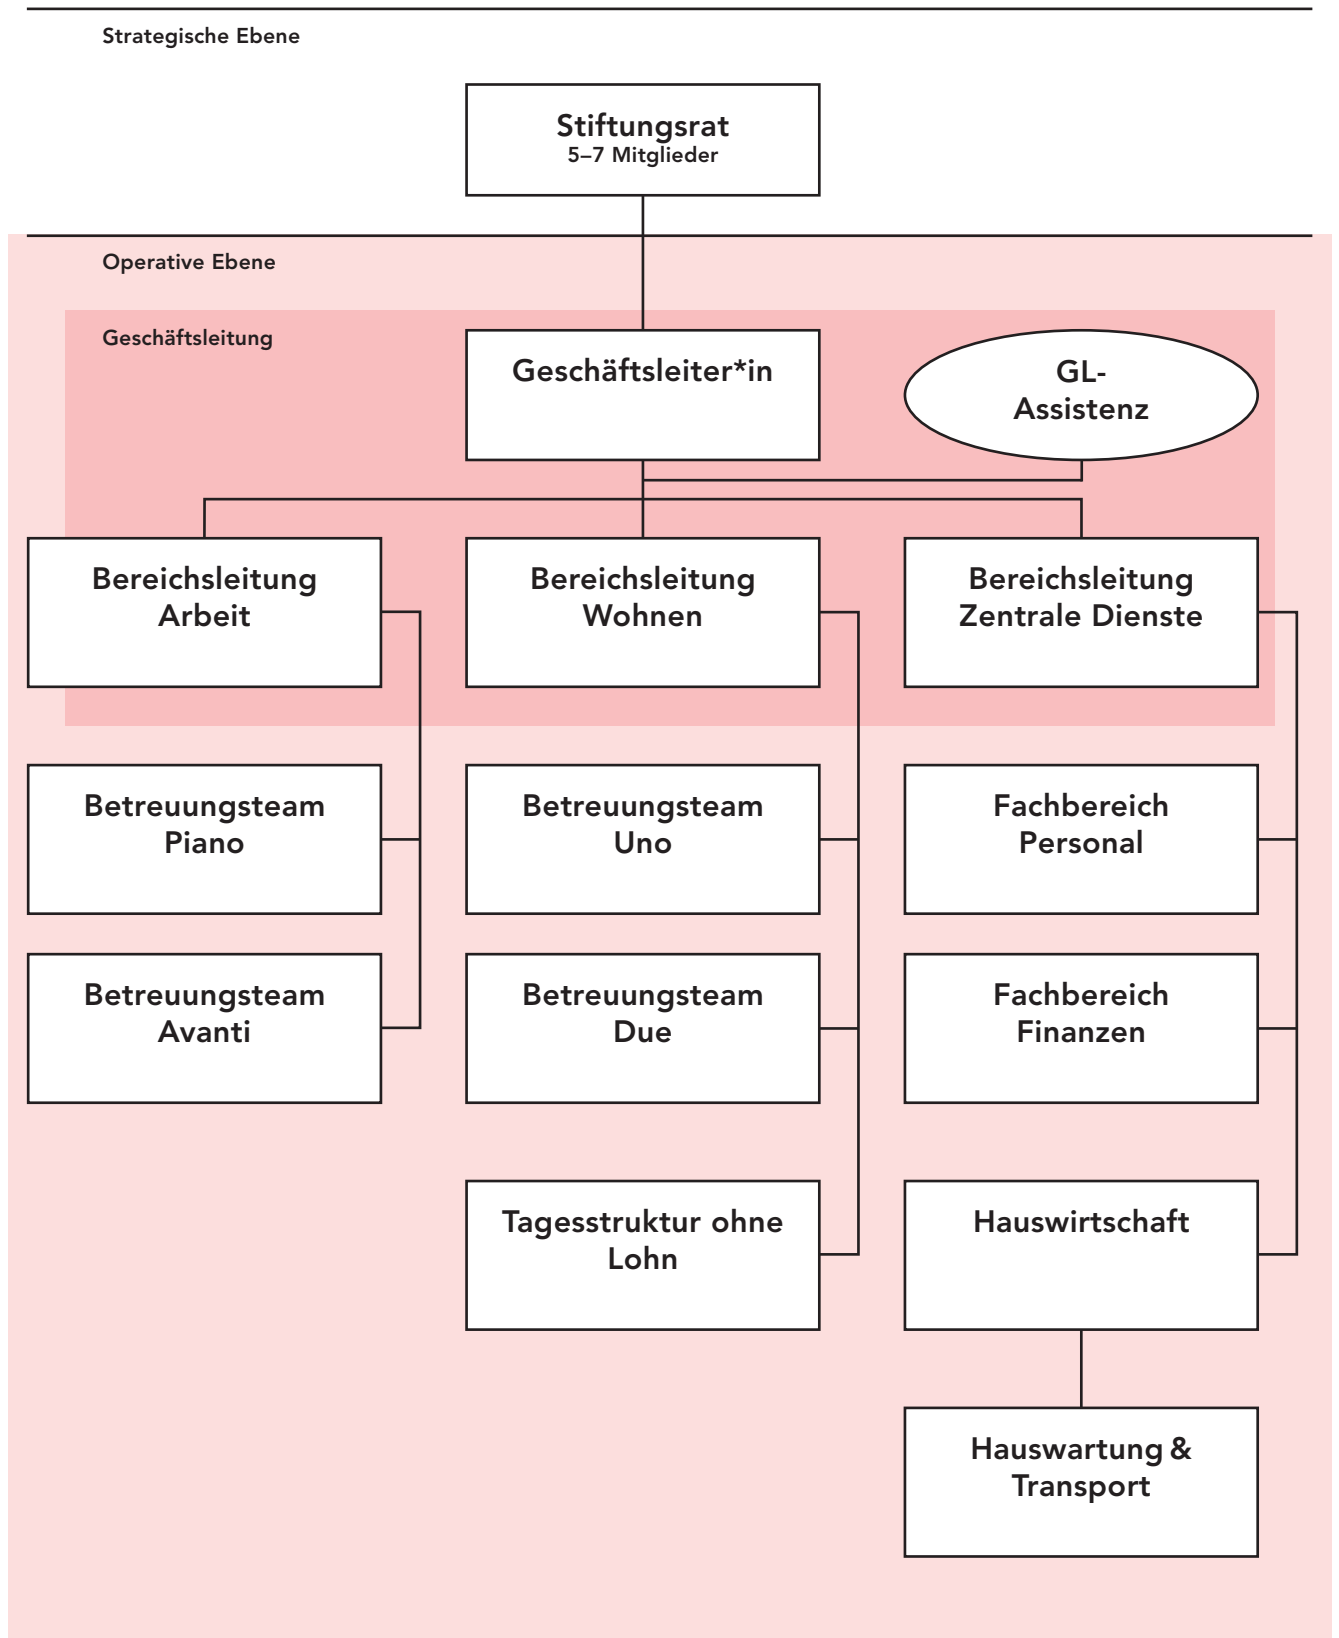 Strategische Ebene
Stiftungsrat
5–7 Mitglieder
Operative Ebene
Geschäftsleitung
Geschäftsleiter*in
GL-
Assistenz
Bereichsleitung
Arbeit
Bereichsleitung
Wohnen
Bereichsleitung
Zentrale Dienste
Betreuungsteam
Piano
Betreuungsteam
Uno
Fachbereich
Personal
Betreuungsteam
Avanti
Betreuungsteam
Due
Fachbereich
Finanzen
Tagesstruktur ohne
Lohn
Hauswirtschaft
Hauswartung &
Transport